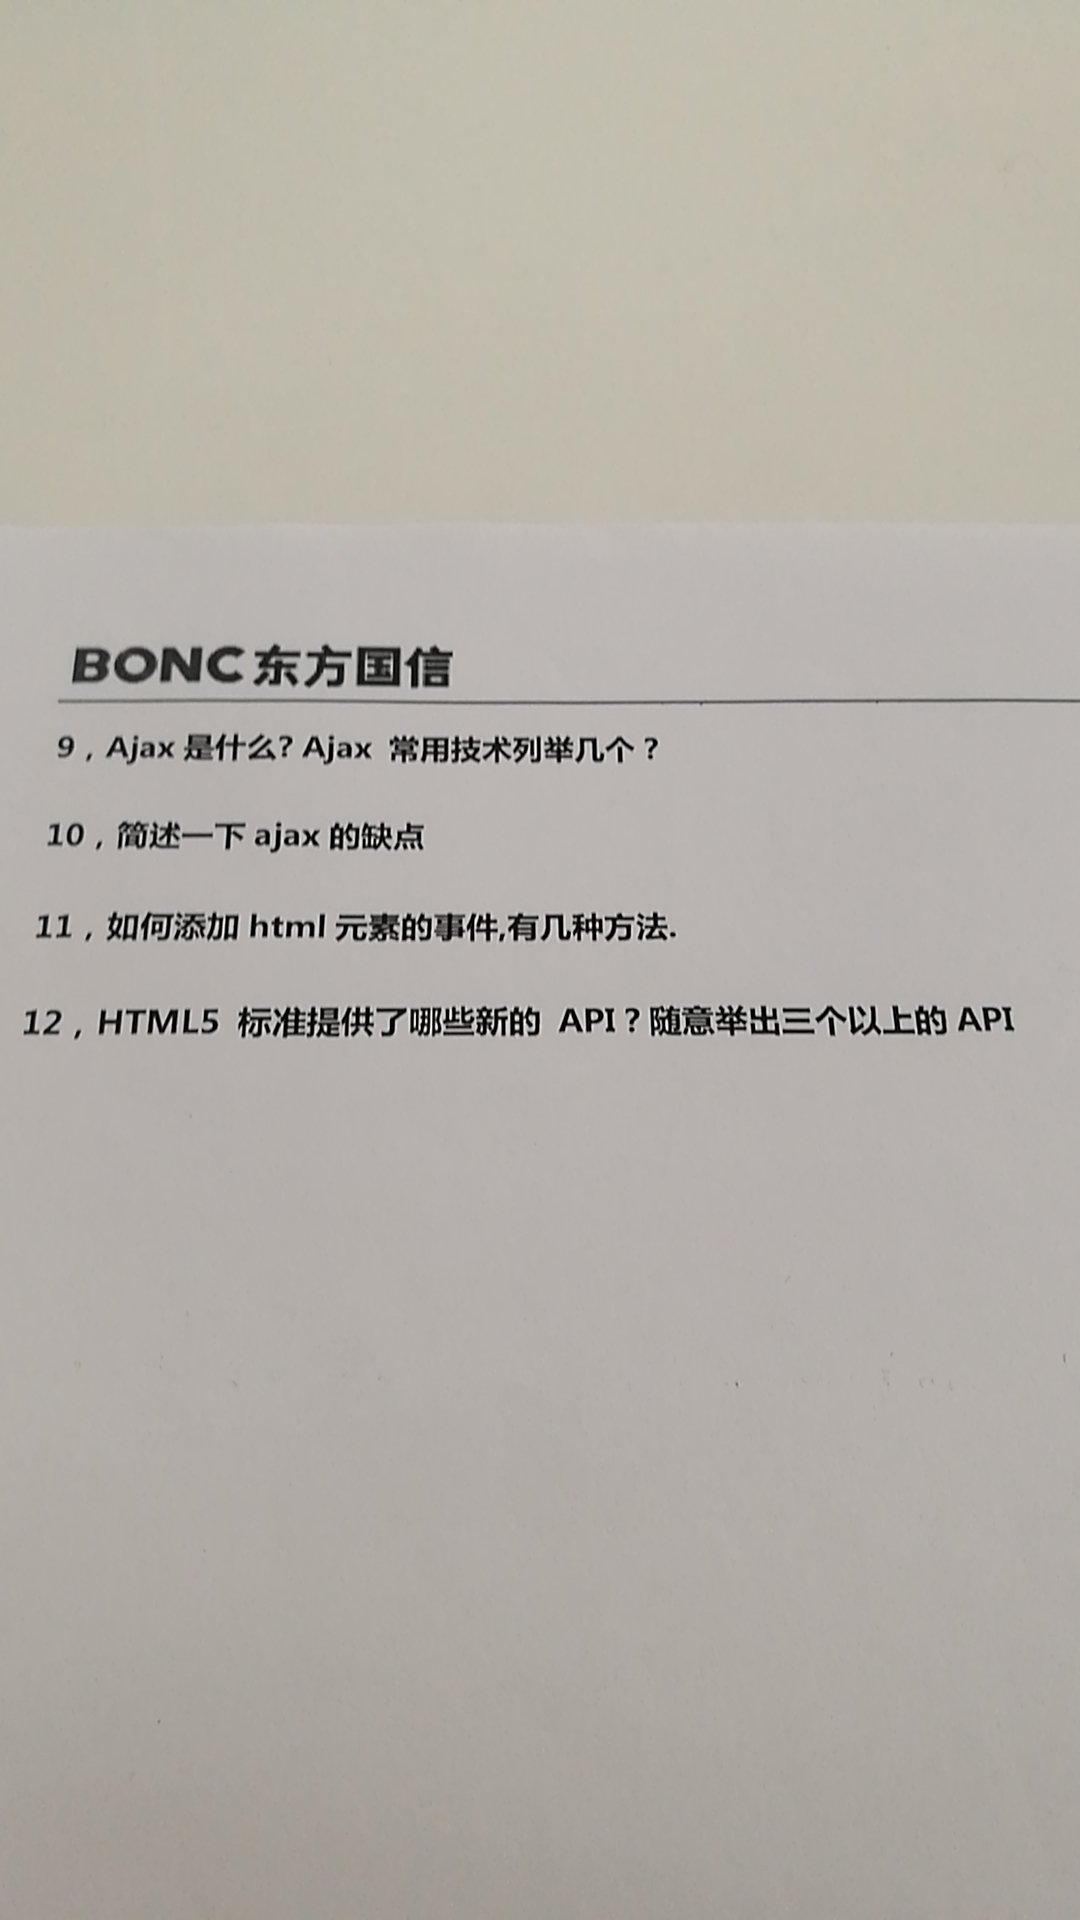 BONC东方国信
9，Ajax 是什么? Ajax 常用技术列举几个？
10，简述一下 ajax 的缺点
11，如何添加 html 元素的事件,有几种方法.
12，HTML5 标准提供了哪些新的 API？随意举出三个以上的 API